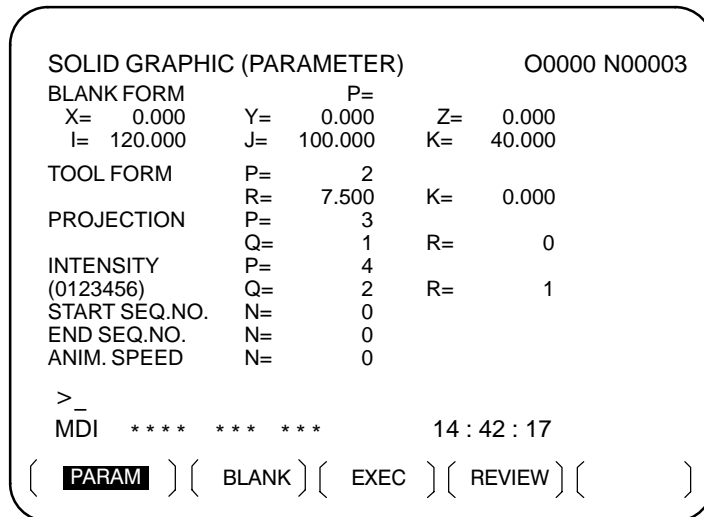 SOLID GRAPHIC (PARAMETER) O0000 N00003
BLANK FORM P=
X= 0.000 Y= 0.000 Z= 0.000
I= 120.000 J= 100.000 K= 40.000
TOOL FORM P= 2
R= 7.500 K= 0.000
PROJECTION P= 3
Q= 1 R= 0
INTENSITY P= 4
(0123456) Q= 2 R= 1
START SEQ.NO. N= 0
END SEQ.NO. N= 0
ANIM. SPEED N= 0
>_
MDI **** *** *** 14 : 42 : 17
PARAM BLANK EXEC REVIEW